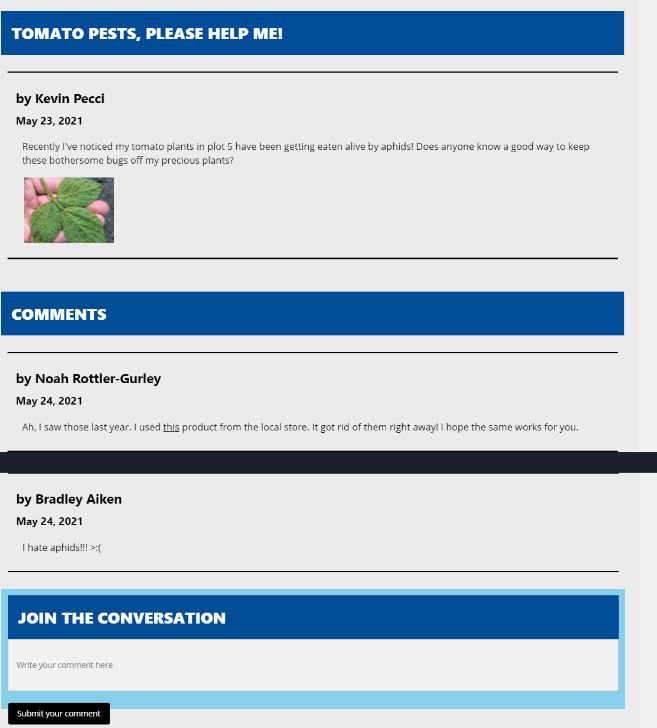 TOMATO PESTS, PLEASE HELP ME!
by Kevin Pecci
May 23, 2021
Recently I've noticed my tomato plants in plot 5 have been getting eaten alive by aphids! Does anyone know a good way to keep
these bothersome bugs off my precious plants?
COMMENTS
by Noah Rottler-Gurley
May 24, 2021
Ah, I saw those last year. I used this product from the local store. It got rid of them right away! I hope the same works for you.
by Bradley Aiken
May 24, 2021
I hate aphids!!! >:(
JOIN THE CONVERSATION
Write your comment here
Submit your comment